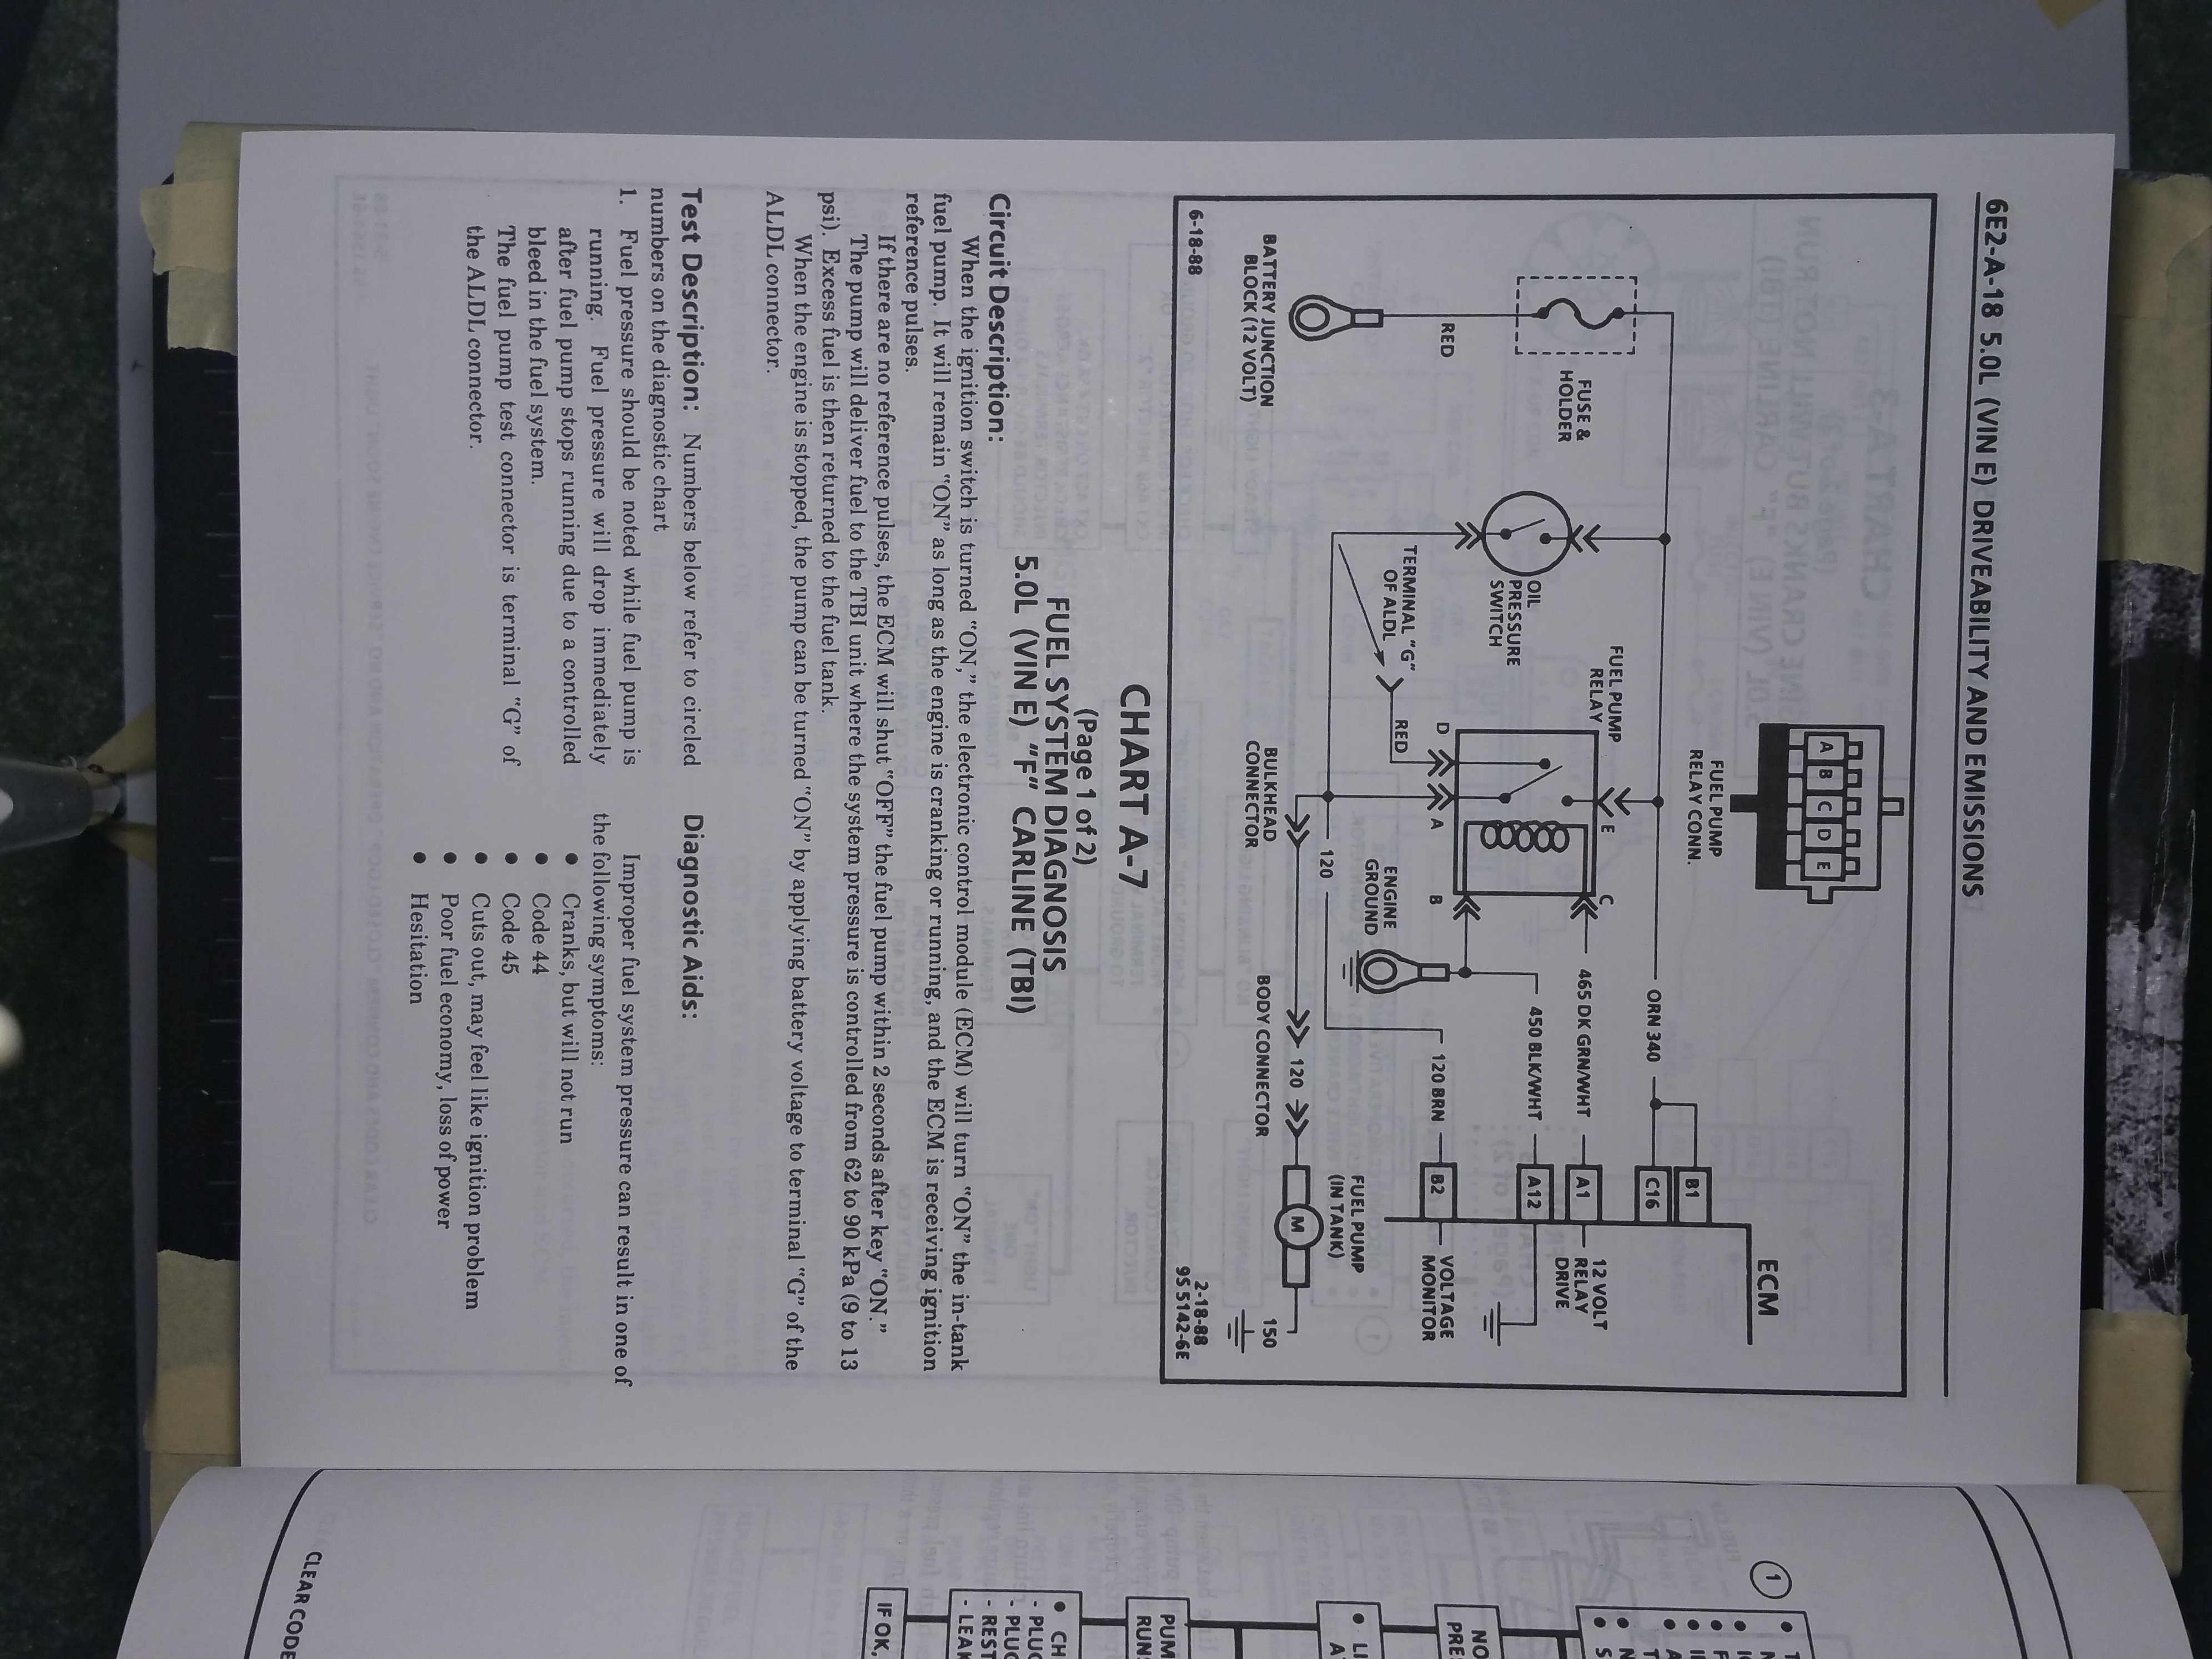 6E2-A-18 5.0L (VIN E) DRIVEABILITY AND EMISSIONS
FUEL PUMP
RELAY CONN.
A B C D E
ECM
FUSE &
HOLDER
RED
BATTERY JUNCTION
BLOCK (12 VOLT)
OIL
PRESSURE
SWITCH
TERMINAL "G"
OF ALDL
RED
FUEL PUMP
RELAY
E
C
D
A
B
ORN 340
B1
C16
465 DK GRN/WHT
A1
12 VOLT
RELAY
DRIVE
450 BLK/WHT
A12
ENGINE
GROUND
120 BRN
B2
VOLTAGE
MONITOR
120
BULKHEAD
CONNECTOR
BODY CONNECTOR
120
FUEL PUMP
(IN TANK)
M
150
6-18-88
2-18-88
9S 5142-6E
CHART A-7
(Page 1 of 2)
FUEL SYSTEM DIAGNOSIS
5.0L (VIN E) "F" CARLINE (TBI)
Circuit Description:
When the ignition switch is turned "ON," the electronic control module (ECM) will turn "ON" the in-tank
fuel pump. It will remain "ON" as long as the engine is cranking or running, and the ECM is receiving ignition
reference pulses.
If there are no reference pulses, the ECM will shut "OFF" the fuel pump within 2 seconds after key "ON."
The pump will deliver fuel to the TBI unit where the system pressure is controlled from 62 to 90 kPa (9 to 13
psi). Excess fuel is then returned to the fuel tank.
When the engine is stopped, the pump can be turned "ON" by applying battery voltage to terminal "G" of the
ALDL connector.
Test Description: Numbers below refer to circled
numbers on the diagnostic chart
1. Fuel pressure should be noted while fuel pump is
running. Fuel pressure will drop immediately
after fuel pump stops running due to a controlled
bleed in the fuel system.
The fuel pump test connector is terminal "G" of
the ALDL connector.
Diagnostic Aids:
Improper fuel system pressure can result in one of
the following symptoms:
● Cranks, but will not run
● Code 44
● Code 45
● Cuts out, may feel like ignition problem
● Poor fuel economy, loss of power
● Hesitation
1
NO
PRE
PUM
RUN
● CH
- PLUG
- PLUG
- REST
- LEAK
IF OK,
CLEAR CODE